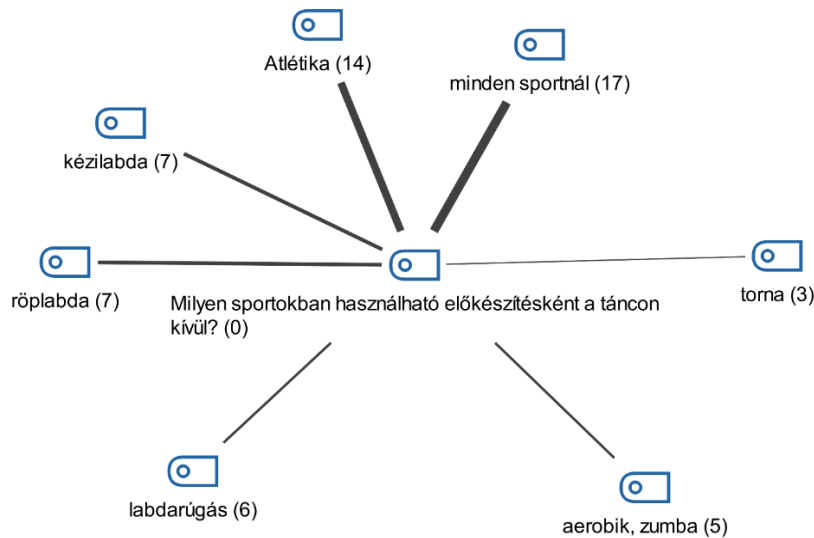 Atlétika (14)
minden sportnál (17)
kézilabda (7)
röplabda (7)
Milyen sportokban használható előkészítésként a táncon
kívül? (0)
torna (3)
labdarúgás (6)
aerobik, zumba (5)